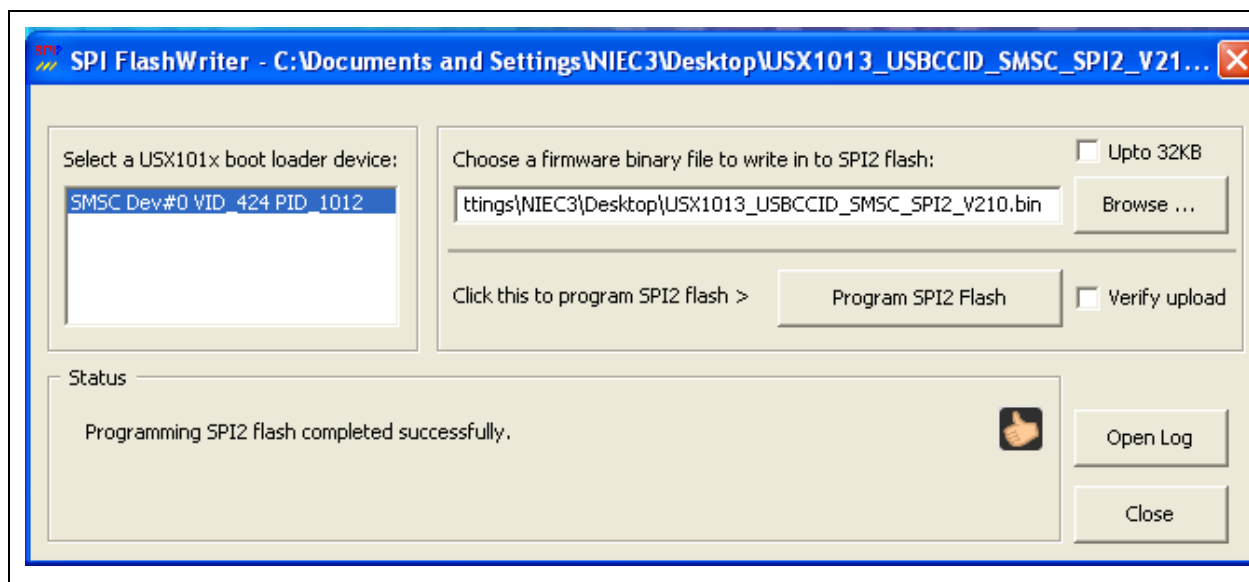 SPI FlashWriter - C:\Documents and Settings\NIEC3\Desktop\USX1013_USBCCID_SMSC_SPI2_V21...
Select a USX101x boot loader device:
SMSC Dev#0 VID_424 PID_1012
Choose a firmware binary file to write in to SPI2 flash:
Upto 32KB
ttings\NIEC3\Desktop\USX1013_USBCCID_SMSC_SPI2_V210.bin
Browse ...
Click this to program SPI2 flash >
Program SPI2 Flash
Verify upload
Status
Programming SPI2 flash completed successfully.
Open Log
Close